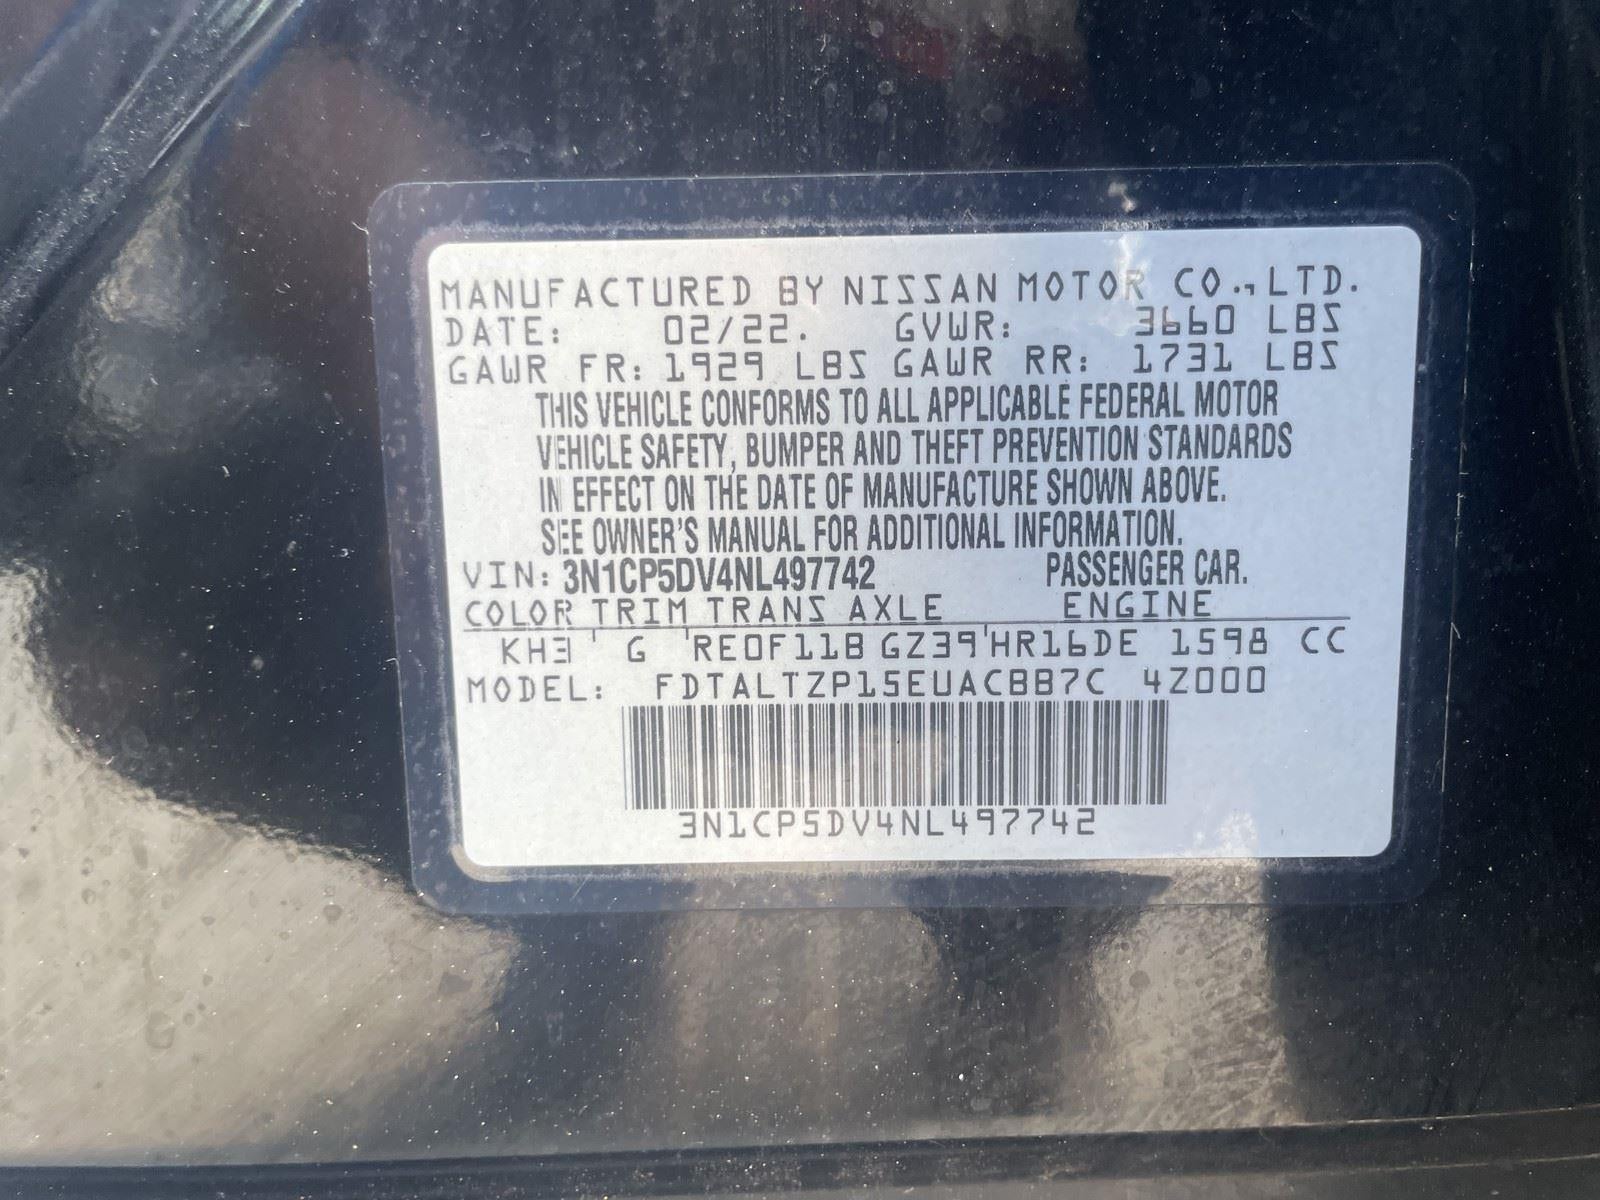 MANUFACTURED BY NISSAN MOTOR CO., LTD.
DATE: 02/22. GVWR: 3660 LBS
GAWR FR: 1929 LBS GAWR RR: 1731 LBS
THIS VEHICLE CONFORMS TO ALL APPLICABLE FEDERAL MOTOR
VEHICLE SAFETY, BUMPER AND THEFT PREVENTION STANDARDS
IN EFFECT ON THE DATE OF MANUFACTURE SHOWN ABOVE.
SEE OWNER'S MANUAL FOR ADDITIONAL INFORMATION.
VIN: 3N1CP5DV4NL497742 PASSENGER CAR.
COLOR TRIM TRANS AXLE ENGINE
KH3 ' G 'RE0F11B GZ39'HR16DE 1598 CC
MODEL: FDTALTZP15EUACBB7C 4Z000
3N1CP5DV4NL497742